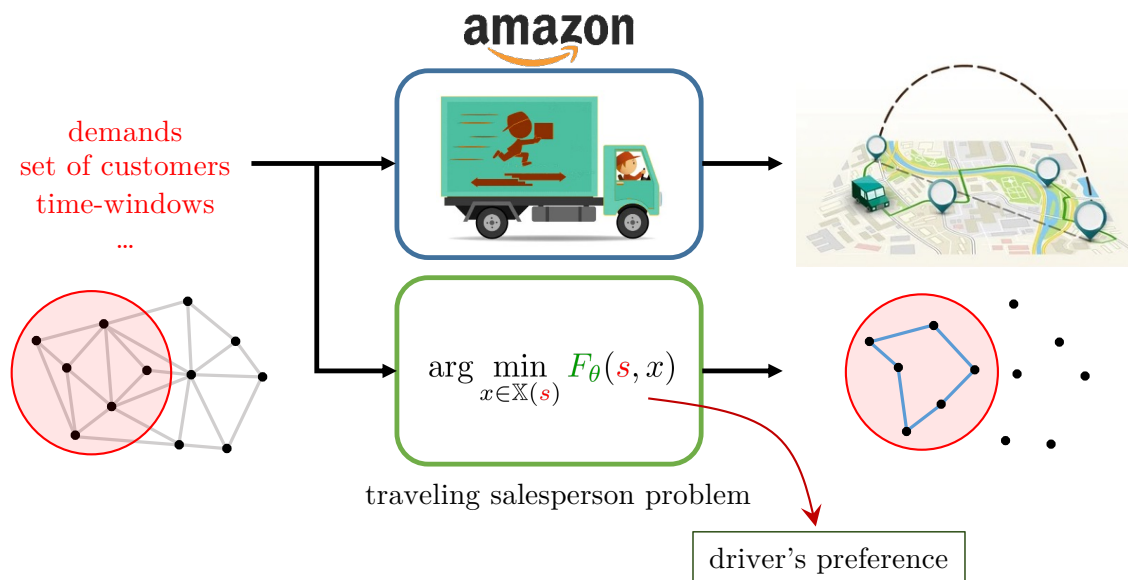 amazon
demands
set of customers
time-windows
...
arg min F_θ(s, x)
x∈𝕏(s)
traveling salesperson problem
driver's preference